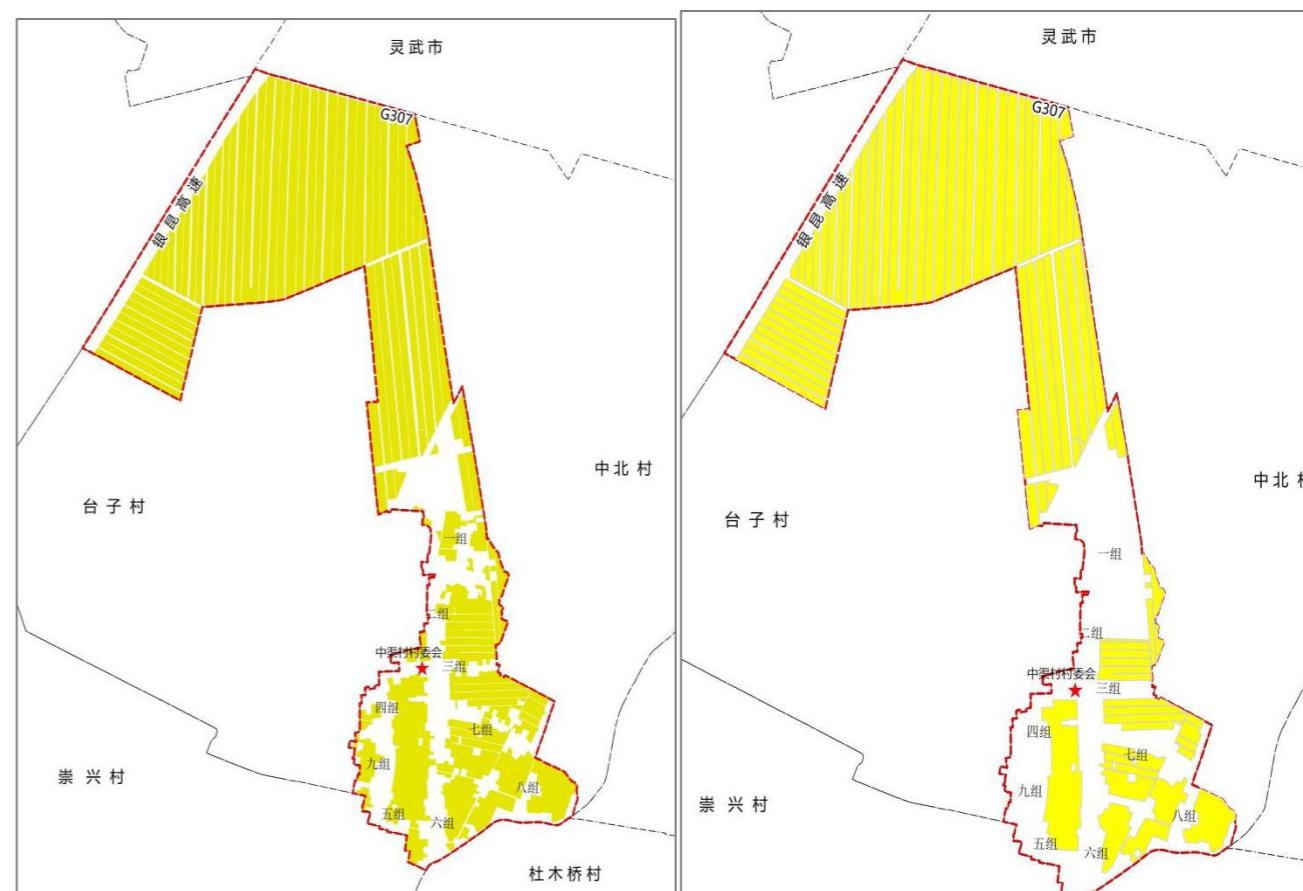 灵武市
G307
银昆高速
中北村
台子村
一组
二组
中渠村村委会
三组
四组
七组
九组
崇兴村
八组
五组
六组
杜木桥村
灵武市
G307
银昆高速
中北
台子村
一组
二组
中渠村村委会
三组
四组
七组
九组
崇兴村
八组
五组
六组